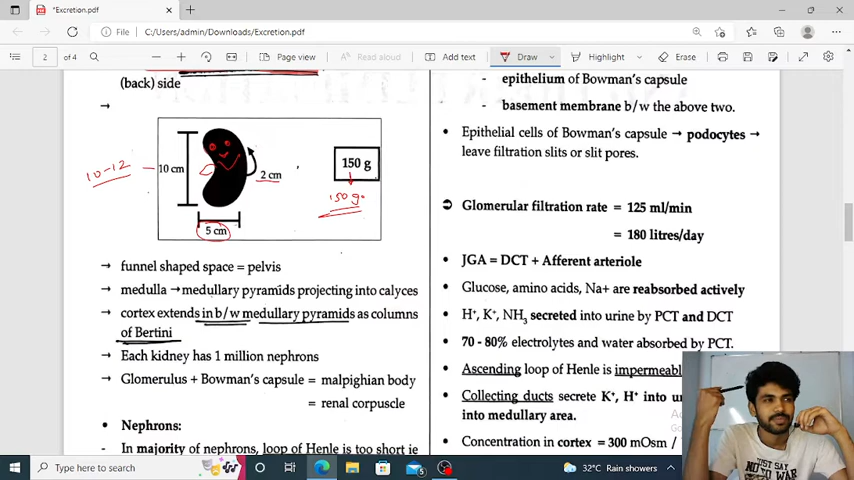 *Excretion.pdf
C:/Users/admin/Downloads/Excretion.pdf
2 of 4
Page view
Read aloud
Add text
Draw
Highlight
Erase
(back) side
10-12
10 cm
2 cm
150 g
150 g.
5 cm
→ funnel shaped space = pelvis
→ medulla → medullary pyramids projecting into calyces
→ cortex extends in b/w medullary pyramids as columns
of Bertini
→ Each kidney has 1 million nephrons
→ Glomerulus + Bowman's capsule = malpighian body
= renal corpuscle
• Nephrons:
- In majority of nephrons, loop of Henle is too short ie
- epithelium of Bowman's capsule
- basement membrane b/w the above two.
• Epithelial cells of Bowman's capsule → podocytes →
leave filtration slits or slit pores.
Glomerular filtration rate = 125 ml/min
= 180 litres/day
• JGA = DCT + Afferent arteriole
• Glucose, amino acids, Na+ are reabsorbed actively
• H+, K+, NH3 secreted into urine by PCT and DCT
• 70 - 80% electrolytes and water absorbed by PCT.
• Ascending loop of Henle is impermeable
• Collecting ducts secrete K+, H+ into
into medullary area.
• Concentration in cortex = 300 mOsm /
JUST SAY
NO TO WAR
Type here to search
5
32°C Rain showers